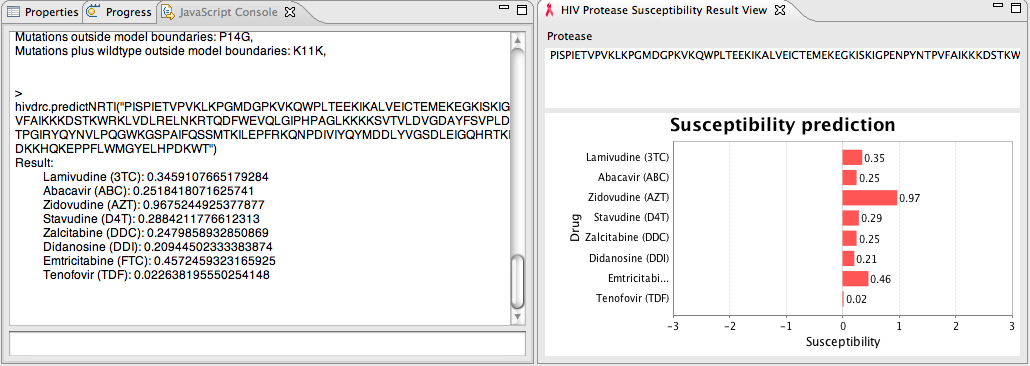 Properties Progress JavaScript Console
Mutations outside model boundaries: P14G,
Mutations plus wildtype outside model boundaries: K11K,
>
hivdrc.predictNRTI("PISPIETVPVKLKPGMDGPKVKQWPLTEEKIKALVEICTEMEKEGKISKIG
VFAIKKKDSTKWRKLVDLRELNKRTQDFWEVQLGIPHPAGLKKKKSVTVLDVGDAYFSVPLD
TPGIRYQYNVLPQGWKGSPAIFQSSMTKILEPFRKQNPDIVIYQYMDDLYVGSDLEIGQHRTKI
DKKHQKEPPFLWMGYELHPDKWT")
Result:
Lamivudine (3TC): 0.3459107665179284
Abacavir (ABC): 0.2518418071625741
Zidovudine (AZT): 0.9675244925377877
Stavudine (D4T): 0.2884211776612313
Zalcitabine (DDC): 0.2479858932850869
Didanosine (DDI): 0.20944502333383874
Emtricitabine (FTC): 0.4572459323165925
Tenofovir (TDF): 0.022638195550254148
HIV Protease Susceptibility Result View
Protease
PISPIETVPVKLKPGMDGPKVKQWPLTEEKIKALVEICTEMEKEGKISKIGPENPYNTPVFAIKKKDSTKW
Susceptibility prediction
Drug
Lamivudine (3TC) 0.35
Abacavir (ABC) 0.25
Zidovudine (AZT) 0.97
Stavudine (D4T) 0.29
Zalcitabine (DDC) 0.25
Didanosine (DDI) 0.21
Emtricitabi... 0.46
Tenofovir (TDF) 0.02
-3 -2 -1 0 1 2 3
Susceptibility